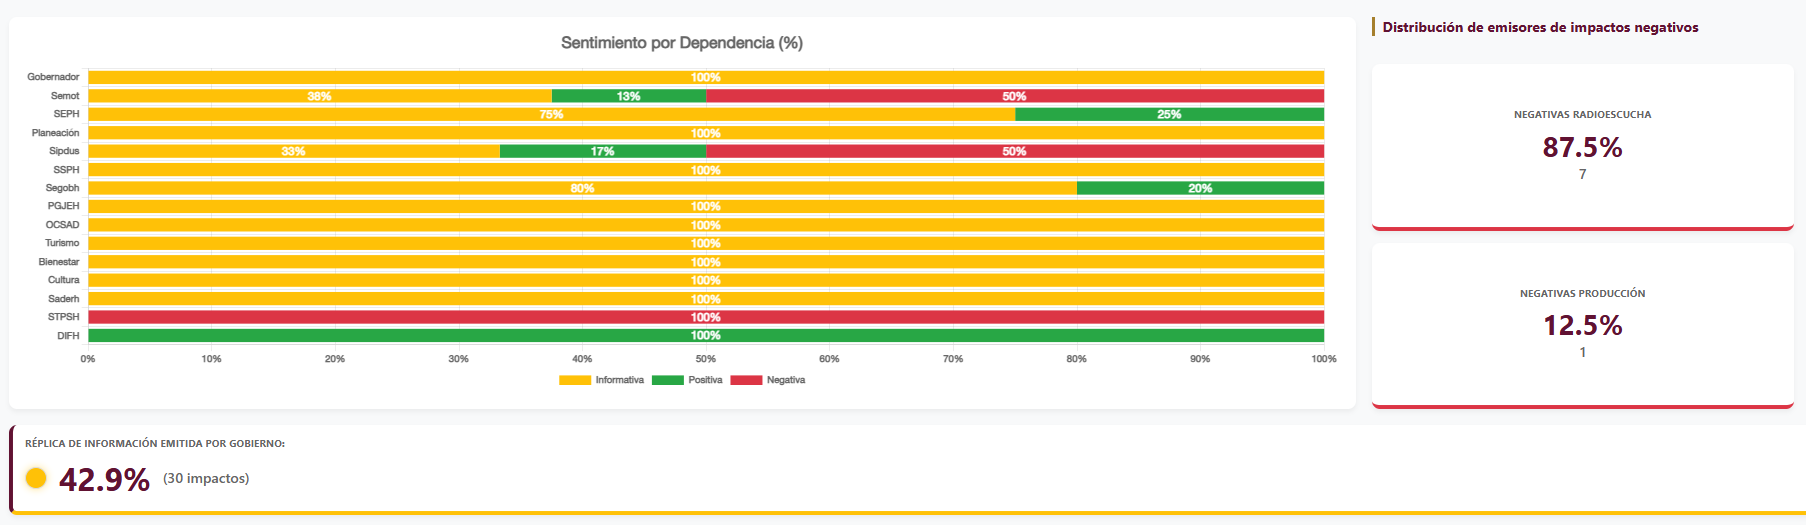 Sentimiento por Dependencia (%)
Gobernador 100%
Semot 38% 13% 50%
SEPH 75% 25%
Planeación 100%
Sipdus 33% 17% 50%
SSPH 100%
Segobh 80% 20%
PGJEH 100%
OCSAD 100%
Turismo 100%
Bienestar 100%
Cultura 100%
Saderh 100%
STPSH 100%
DIFH 100%
0% 10% 20% 30% 40% 50% 60% 70% 80% 90% 100%
Informativa Positiva Negativa
Distribución de emisores de impactos negativos
NEGATIVAS RADIOESCUCHA
87.5%
7
NEGATIVAS PRODUCCIÓN
12.5%
1
RÉPLICA DE INFORMACIÓN EMITIDA POR GOBIERNO:
42.9% (30 impactos)